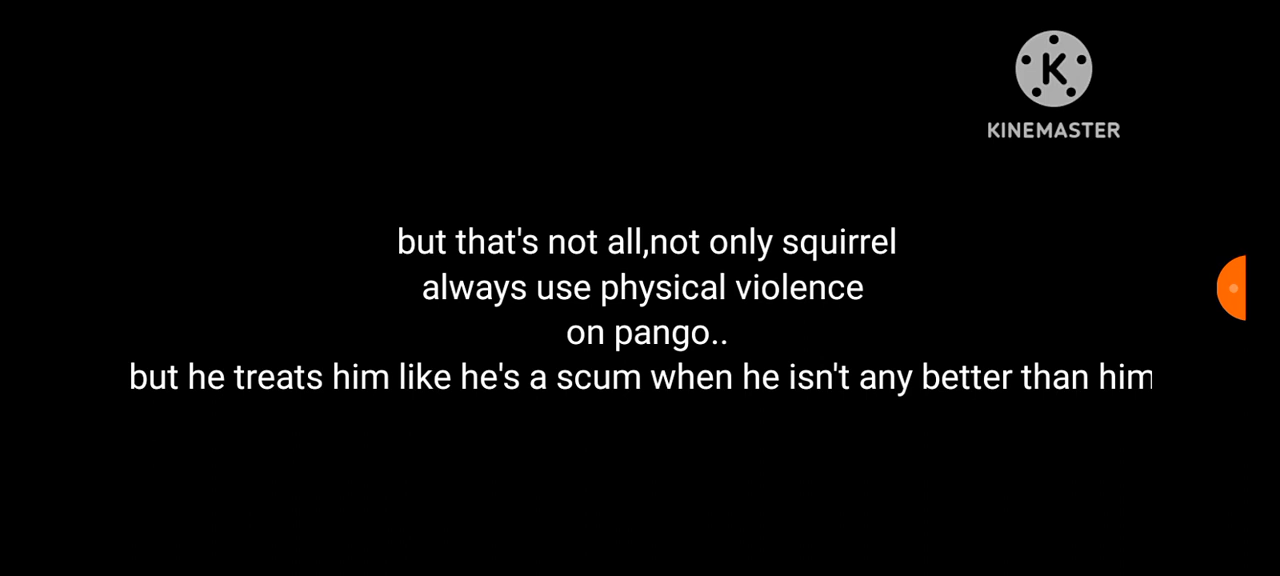 K
KINEMASTER
but that's not all,not only squirrel
always use physical violence
on pango..
but he treats him like he's a scum when he isn't any better than him